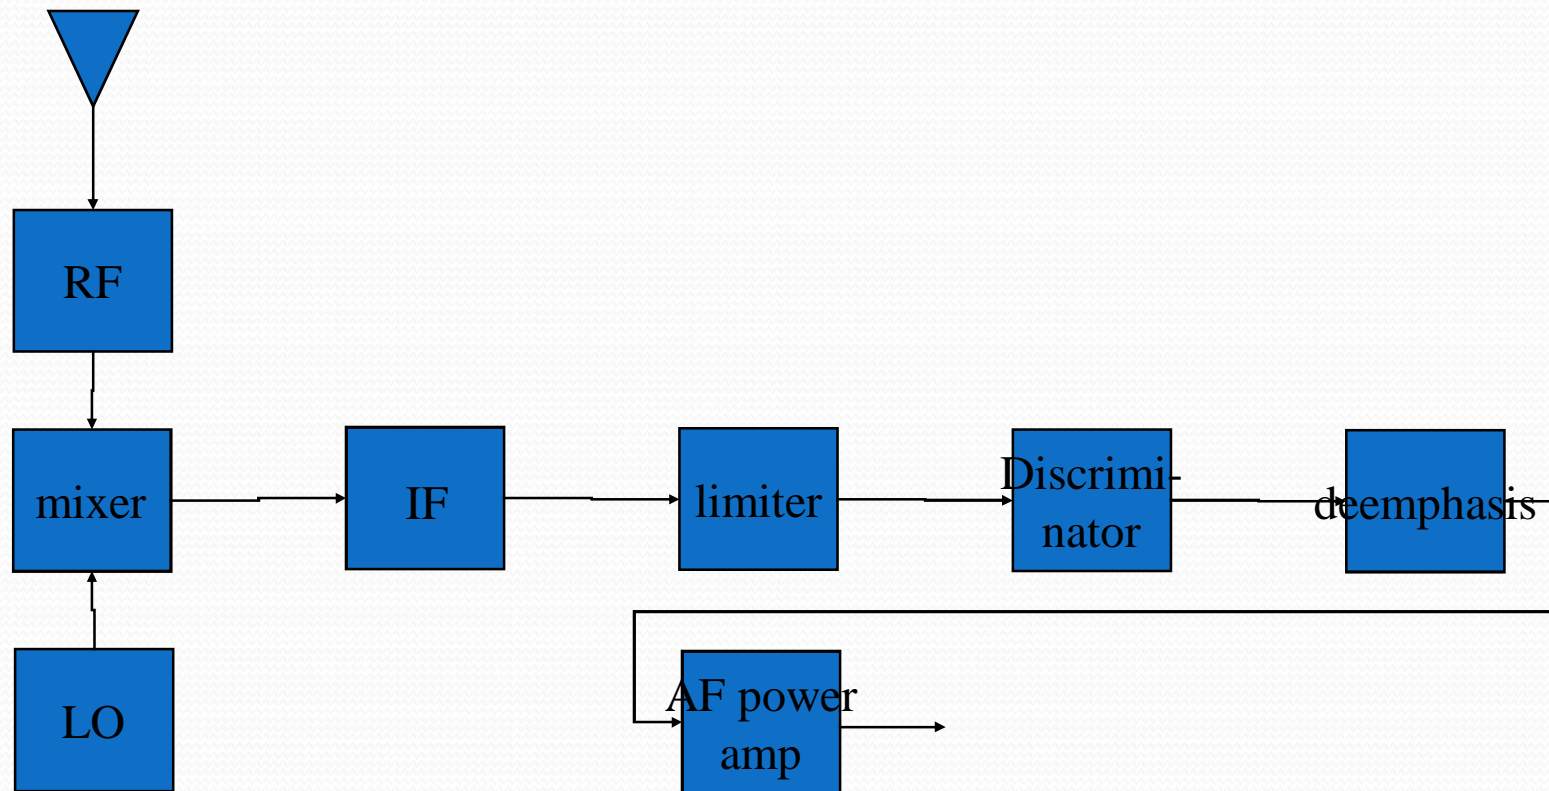 RF
mixer
IF
limiter
Discrimi-
nator
deemphasis
LO
AF power
amp